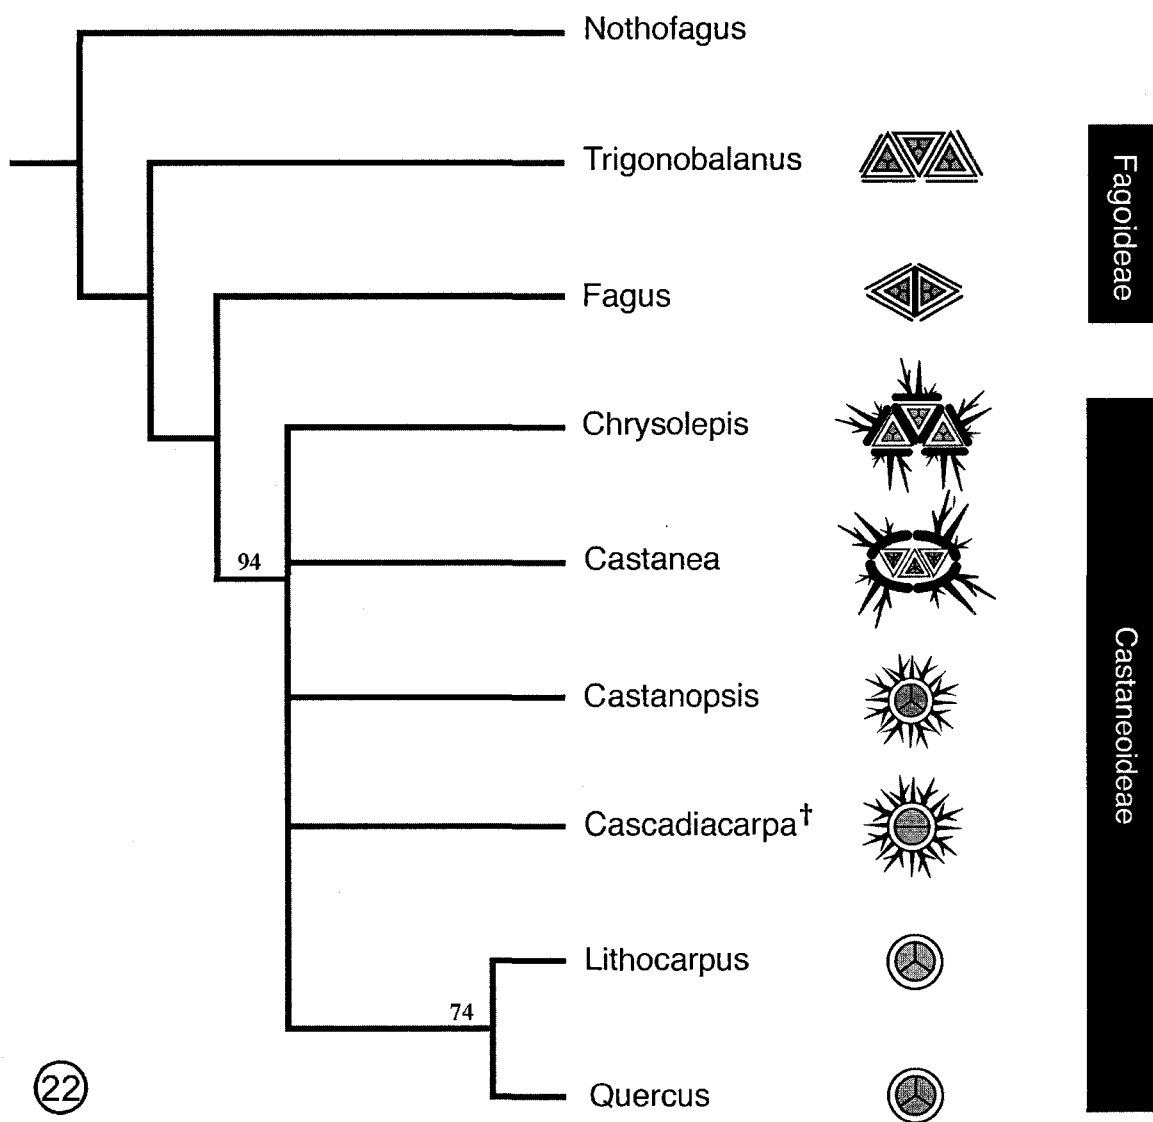 Nothofagus
Trigonobalanus
Fagus
Chrysolepis
94
Castanea
Castanopsis
Cascadiacarpa†
Lithocarpus
74
Quercus
22
Fagoideae
Castaneoideae